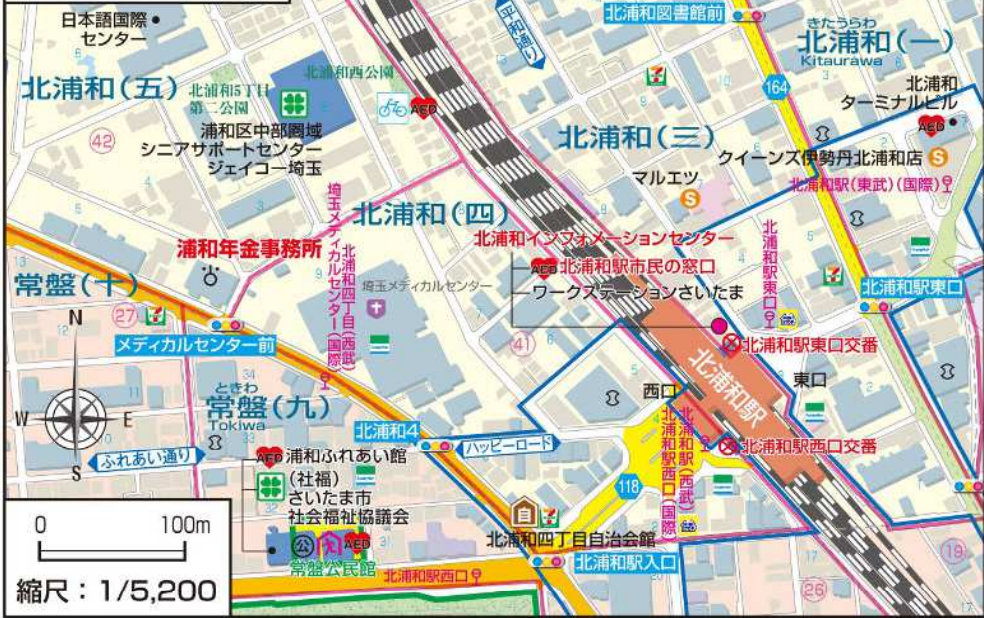 日本語国際
センター
北浦和(五)
北浦和5丁目
第二公園
北浦和西公園
浦和区中部圏域
シニアサポートセンター
ジェイコー埼玉
42
AED
平和通り
北浦和図書館前
7
164
きたうらわ
北浦和(一)
Kitaurawa
北浦和
ターミナルビル
AED
北浦和(三)
クイーンズ伊勢丹北浦和店
S
マルエツ
S
北浦和駅(東武)(国際)
北浦和駅東口
北浦和駅東口
浦和年金事務所
常盤(十)
27
メディカルセンター前
埼玉メディカルセンター(国際)
北浦和四丁目(西武)
北浦和(四)
埼玉メディカルセンター
北浦和インフォメーションセンター
AED
北浦和駅市民の窓口
ワークステーションさいたま
41
北浦和駅東口交番
北浦和駅
東口
西口
北浦和駅西口交番
北浦和駅(西武)
北浦和駅西口(国際)
N
W
E
S
ときわ
常盤(九)
Tokiwa
ふれあい通り
北浦和4
ハッピーロード
AED
浦和ふれあい館
(社福)
さいたま市
社会福祉協議会
公
AED
常盤公民館
118
自
北浦和四丁目自治会館
北浦和駅西口
北浦和駅入口
26
19
0
100m
縮尺:1/5,200